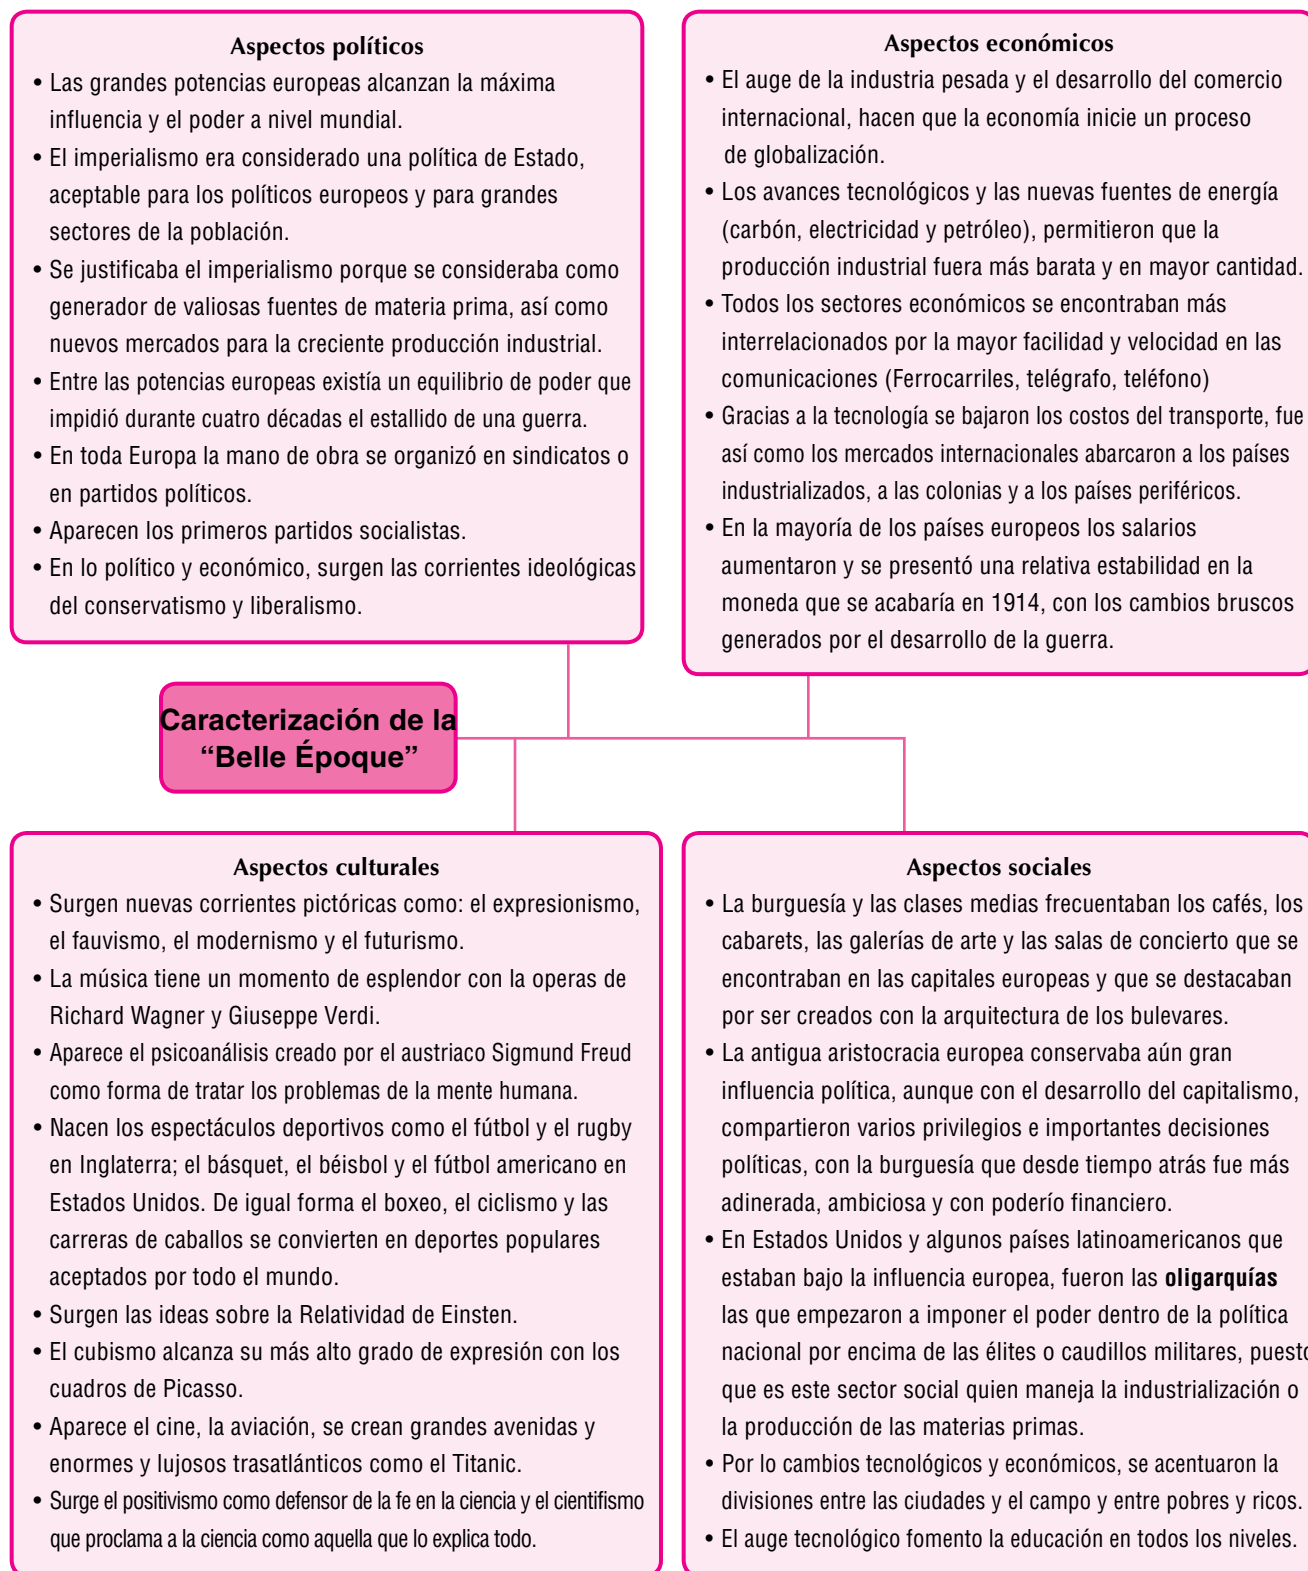 Aspectos políticos
• Las grandes potencias europeas alcanzan la máxima
influencia y el poder a nivel mundial.
• El imperialismo era considerado una política de Estado,
aceptable para los políticos europeos y para grandes
sectores de la población.
• Se justificaba el imperialismo porque se consideraba como
generador de valiosas fuentes de materia prima, así como
nuevos mercados para la creciente producción industrial.
• Entre las potencias europeas existía un equilibrio de poder que
impidió durante cuatro décadas el estallido de una guerra.
• En toda Europa la mano de obra se organizó en sindicatos o
en partidos políticos.
• Aparecen los primeros partidos socialistas.
• En lo político y económico, surgen las corrientes ideológicas
del conservatismo y liberalismo.
Aspectos económicos
• El auge de la industria pesada y el desarrollo del comercio
internacional, hacen que la economía inicie un proceso
de globalización.
• Los avances tecnológicos y las nuevas fuentes de energía
(carbón, electricidad y petróleo), permitieron que la
producción industrial fuera más barata y en mayor cantidad.
• Todos los sectores económicos se encontraban más
interrelacionados por la mayor facilidad y velocidad en las
comunicaciones (Ferrocarriles, telégrafo, teléfono)
• Gracias a la tecnología se bajaron los costos del transporte, fue
así como los mercados internacionales abarcaron a los países
industrializados, a las colonias y a los países periféricos.
• En la mayoría de los países europeos los salarios
aumentaron y se presentó una relativa estabilidad en la
moneda que se acabaría en 1914, con los cambios bruscos
generados por el desarrollo de la guerra.
Caracterización de la
“Belle Époque”
Aspectos culturales
• Surgen nuevas corrientes pictóricas como: el expresionismo,
el fauvismo, el modernismo y el futurismo.
• La música tiene un momento de esplendor con la operas de
Richard Wagner y Giuseppe Verdi.
• Aparece el psicoanálisis creado por el austriaco Sigmund Freud
como forma de tratar los problemas de la mente humana.
• Nacen los espectáculos deportivos como el fútbol y el rugby
en Inglaterra; el básquet, el béisbol y el fútbol americano en
Estados Unidos. De igual forma el boxeo, el ciclismo y las
carreras de caballos se convierten en deportes populares
aceptados por todo el mundo.
• Surgen las ideas sobre la Relatividad de Einsten.
• El cubismo alcanza su más alto grado de expresión con los
cuadros de Picasso.
• Aparece el cine, la aviación, se crean grandes avenidas y
enormes y lujosos trasatlánticos como el Titanic.
• Surge el positivismo como defensor de la fe en la ciencia y el cientifismo
que proclama a la ciencia como aquella que lo explica todo.
Aspectos sociales
• La burguesía y las clases medias frecuentaban los cafés, los
cabarets, las galerías de arte y las salas de concierto que se
encontraban en las capitales europeas y que se destacaban
por ser creados con la arquitectura de los bulevares.
• La antigua aristocracia europea conservaba aún gran
influencia política, aunque con el desarrollo del capitalismo,
compartieron varios privilegios e importantes decisiones
políticas, con la burguesía que desde tiempo atrás fue más
adinerada, ambiciosa y con poderío financiero.
• En Estados Unidos y algunos países latinoamericanos que
estaban bajo la influencia europea, fueron las oligarquías
las que empezaron a imponer el poder dentro de la política
nacional por encima de las élites o caudillos militares, puesto
que es este sector social quien maneja la industrialización o
la producción de las materias primas.
• Por lo cambios tecnológicos y económicos, se acentuaron la
divisiones entre las ciudades y el campo y entre pobres y ricos.
• El auge tecnológico fomento la educación en todos los niveles.